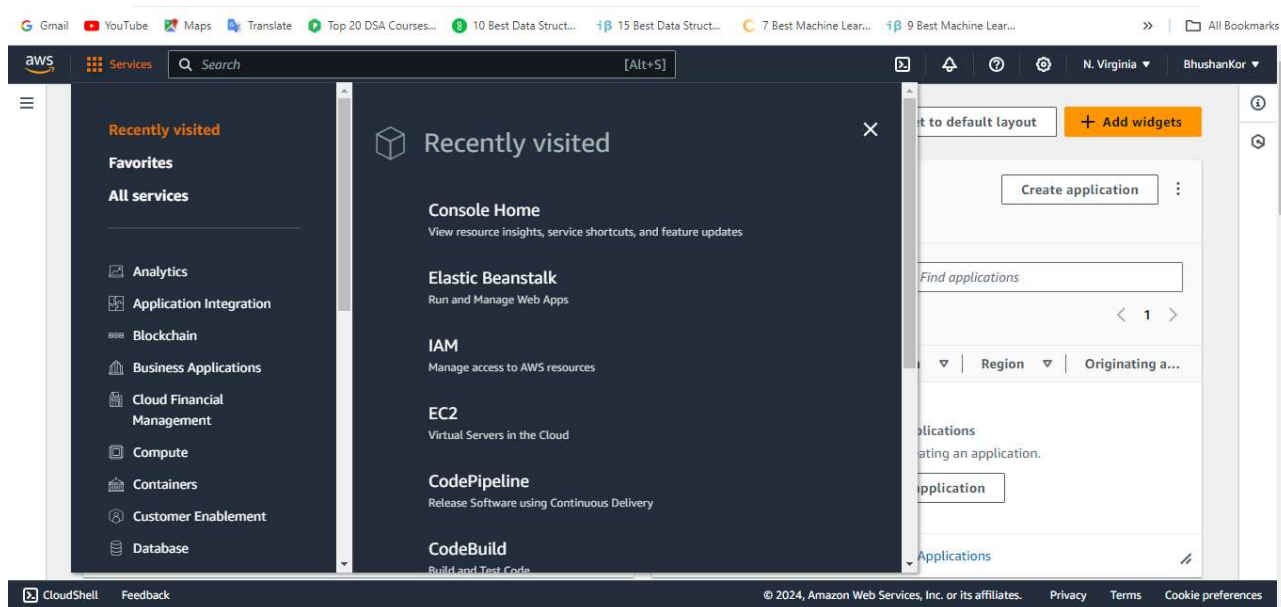 Gmail YouTube Maps Translate Top 20 DSA Courses... 10 Best Data Struct... 15 Best Data Struct... 7 Best Machine Lear... 9 Best Machine Lear... » All Bookmarks
aws Services Search [Alt+S] N. Virginia ▼ BhushanKor ▼
Recently visited
Favorites
All services
Analytics
Application Integration
Blockchain
Business Applications
Cloud Financial
Management
Compute
Containers
Customer Enablement
Database
Recently visited
Console Home
View resource insights, service shortcuts, and feature updates
Elastic Beanstalk
Run and Manage Web Apps
IAM
Manage access to AWS resources
EC2
Virtual Servers in the Cloud
CodePipeline
Release Software using Continuous Delivery
CodeBuild
Build and Test Code
to default layout + Add widgets
Create application
Find applications
< 1 >
Region Originating a...
an application.
Applications
CloudShell Feedback © 2024, Amazon Web Services, Inc. or its affiliates. Privacy Terms Cookie preferences